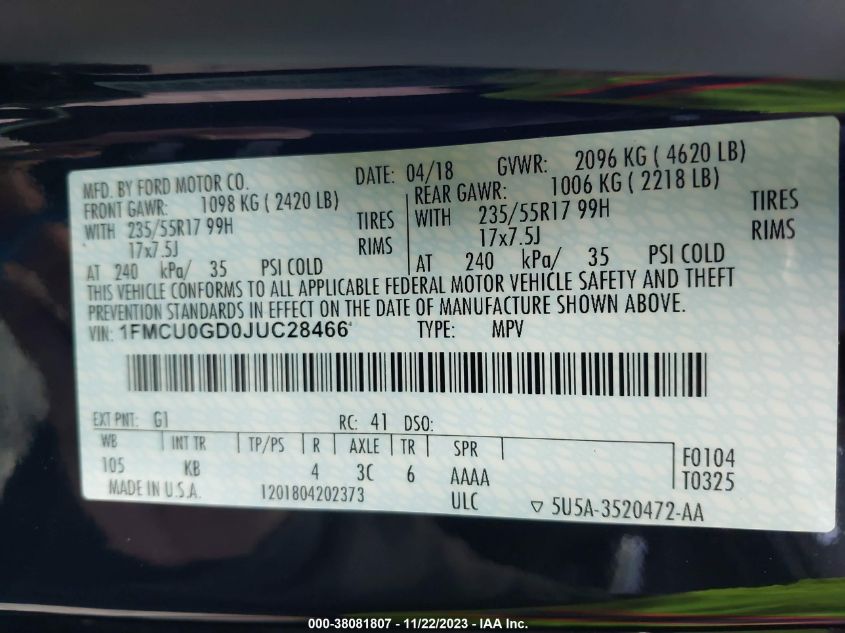 MFD. BY FORD MOTOR CO. DATE: 04/18 GVWR: 2096 KG ( 4620 LB)
FRONT GAWR: 1098 KG ( 2420 LB) REAR GAWR: 1006 KG ( 2218 LB)
WITH 235/55R17 99H TIRES WITH 235/55R17 99H TIRES
17x7.5J RIMS 17x7.5J RIMS
AT 240 kPa/ 35 PSI COLD AT 240 kPa/ 35 PSI COLD
THIS VEHICLE CONFORMS TO ALL APPLICABLE FEDERAL MOTOR VEHICLE SAFETY AND THEFT
PREVENTION STANDARDS IN EFFECT ON THE DATE OF MANUFACTURE SHOWN ABOVE.
VIN: 1FMCU0GD0JUC28466 TYPE: MPV
EXT PNT: G1 RC: 41 DSO:
WB INT TR TP/PS R AXLE TR SPR F0104
105 KB 4 3C 6 AAAA T0325
MADE IN U.S.A. 1201804202373 ULC ▽ 5U5A-3520472-AA
000-38081807 - 11/22/2023 - IAA Inc.